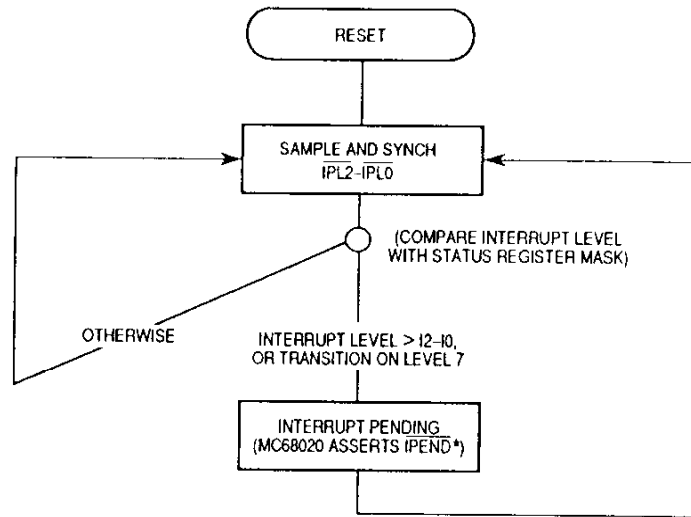 RESET
SAMPLE AND SYNCH
IPL2-IPL0
(COMPARE INTERRUPT LEVEL
WITH STATUS REGISTER MASK)
OTHERWISE
INTERRUPT LEVEL > I2-I0,
OR TRANSITION ON LEVEL 7
INTERRUPT PENDING
(MC68020 ASSERTS IPEND*)